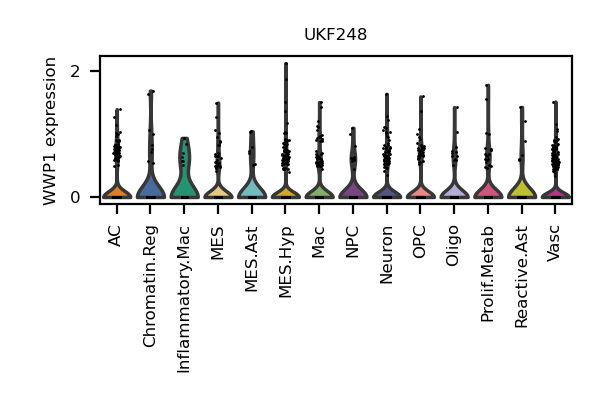 UKF248
WWP1 expression
2
0
AC
Chromatin.Reg
Inflammatory.Mac
MES
MES.Ast
MES.Hyp
Mac
NPC
Neuron
OPC
Oligo
Prolif.Metab
Reactive.Ast
Vasc